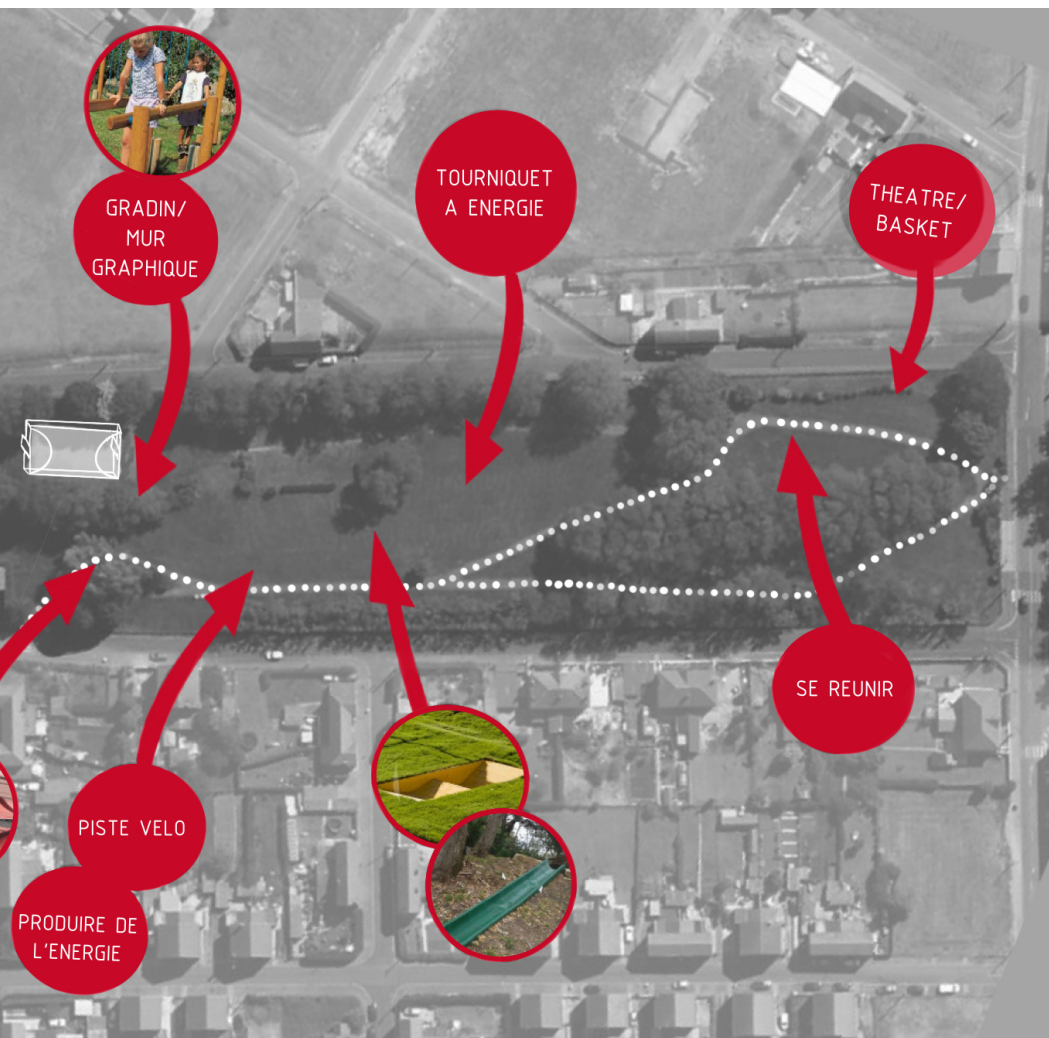 GRADIN/
MUR
GRAPHIQUE
TOURNIQUET
A ENERGIE
THEATRE/
BASKET
SE REUNIR
PISTE VELO
PRODUIRE DE
L'ENERGIE